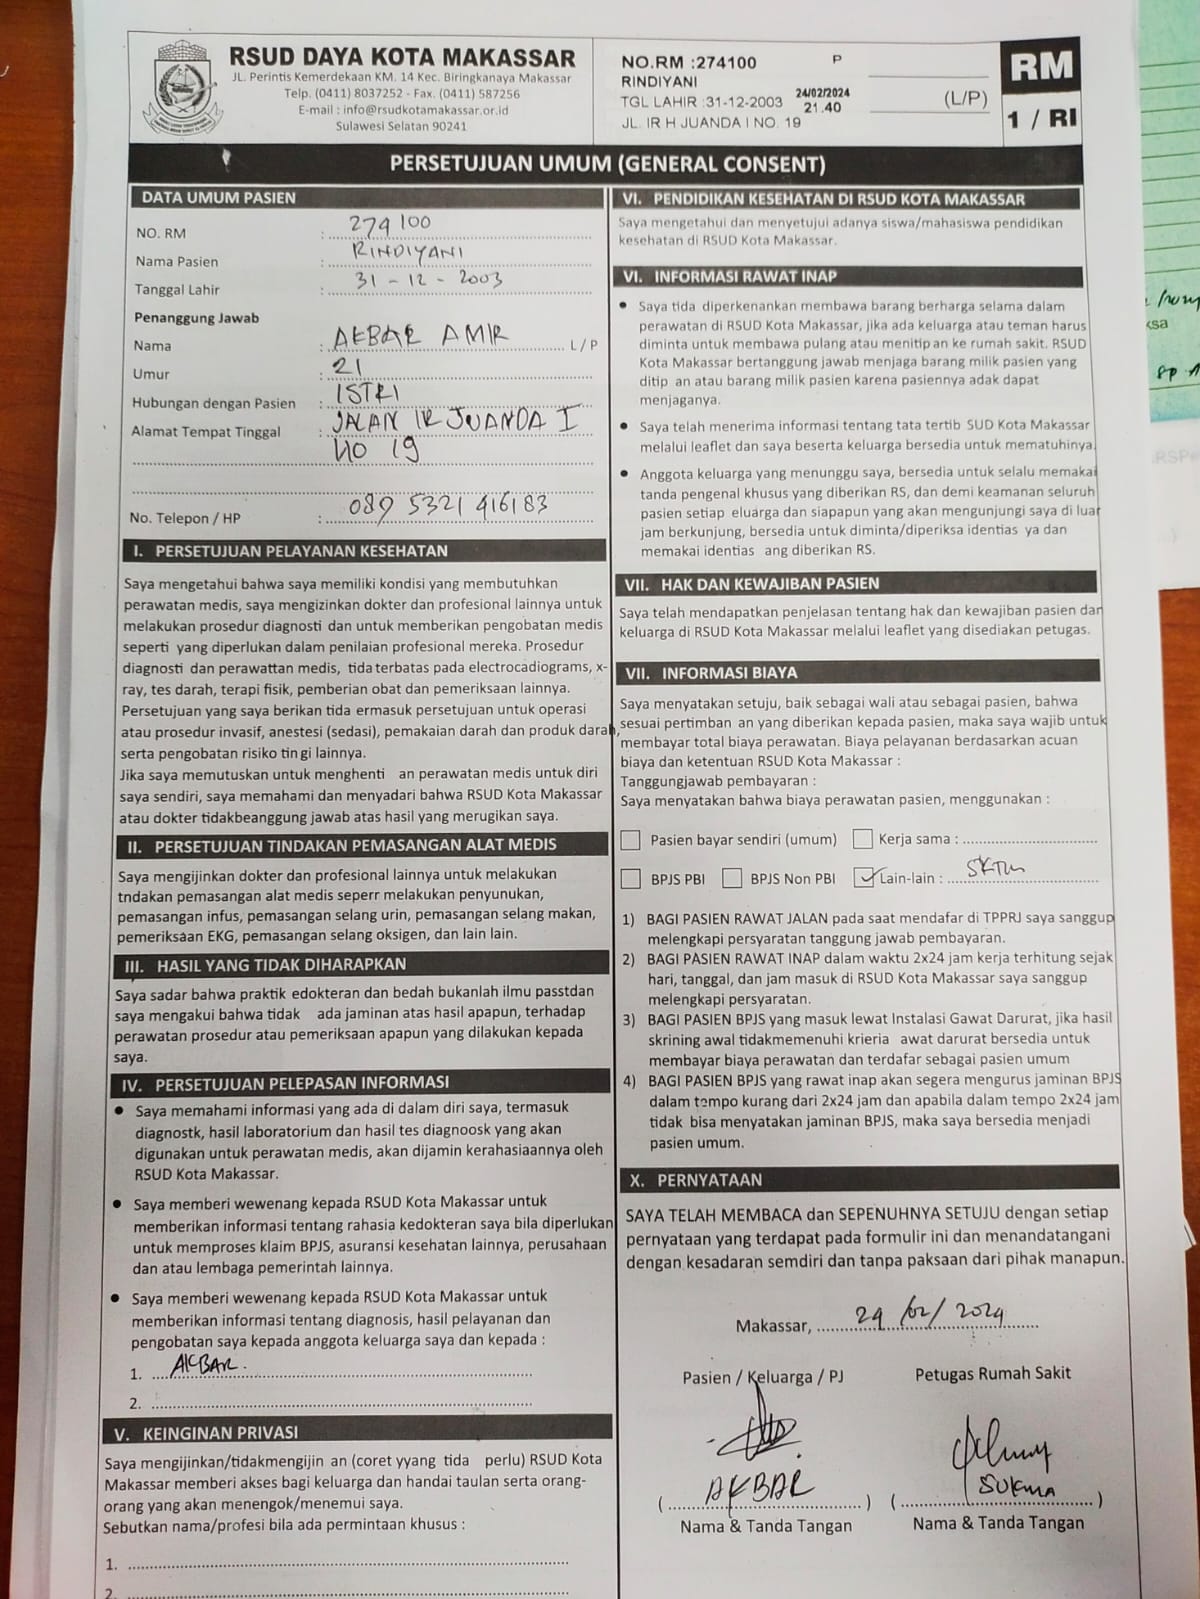 RSUD DAYA KOTA MAKASSAR
JL. Perintis Kemerdekaan KM. 14 Kec. Biringkanaya Makassar
Telp. (0411) 8037252 - Fax. (0411) 587256
E-mail : info@rsudkotamakassar.or.id
Sulawesi Selatan 90241
NO.RM :274100 P
RINDIYANI
TGL LAHIR :31-12-2003 24/02/2024 21.40 (L/P)
JL. IR H JUANDA I NO. 19
RM
1 / RI
PERSETUJUAN UMUM (GENERAL CONSENT)
DATA UMUM PASIEN
NO. RM : 274100
Nama Pasien : RINDIYANI
Tanggal Lahir : 31 - 12 - 2003
Penanggung Jawab
Nama : AKBAR AMIR L/P
Umur : 21
Hubungan dengan Pasien : ISTRI
Alamat Tempat Tinggal : JALAN IR JUANDA I
NO 19
No. Telepon / HP : 089 5321 416183
I. PERSETUJUAN PELAYANAN KESEHATAN
Saya mengetahui bahwa saya memiliki kondisi yang membutuhkan
perawatan medis, saya mengizinkan dokter dan profesional lainnya untuk
melakukan prosedur diagnosti dan untuk memberikan pengobatan medis
seperti yang diperlukan dalam penilaian profesional mereka. Prosedur
diagnosti dan perawattan medis, tida terbatas pada electrocadiograms, x-
ray, tes darah, terapi fisik, pemberian obat dan pemeriksaan lainnya.
Persetujuan yang saya berikan tida ermasuk persetujuan untuk operasi
atau prosedur invasif, anestesi (sedasi), pemakaian darah dan produk darah,
serta pengobatan risiko tin gi lainnya.
Jika saya memutuskan untuk menghenti an perawatan medis untuk diri
saya sendiri, saya memahami dan menyadari bahwa RSUD Kota Makassar
atau dokter tidakbeanggung jawab atas hasil yang merugikan saya.
II. PERSETUJUAN TINDAKAN PEMASANGAN ALAT MEDIS
Saya mengijinkan dokter dan profesional lainnya untuk melakukan
tndakan pemasangan alat medis seperr melakukan penyunukan,
pemasangan infus, pemasangan selang urin, pemasangan selang makan,
pemeriksaan EKG, pemasangan selang oksigen, dan lain lain.
III. HASIL YANG TIDAK DIHARAPKAN
Saya sadar bahwa praktik edokteran dan bedah bukanlah ilmu passtdan
saya mengakui bahwa tidak ada jaminan atas hasil apapun, terhadap
perawatan prosedur atau pemeriksaan apapun yang dilakukan kepada
saya.
IV. PERSETUJUAN PELEPASAN INFORMASI
● Saya memahami informasi yang ada di dalam diri saya, termasuk
diagnostk, hasil laboratorium dan hasil tes diagnoosk yang akan
digunakan untuk perawatan medis, akan dijamin kerahasiaannya oleh
RSUD Kota Makassar.
● Saya memberi wewenang kepada RSUD Kota Makassar untuk
memberikan informasi tentang rahasia kedokteran saya bila diperlukan
untuk memproses klaim BPJS, asuransi kesehatan lainnya, perusahaan
dan atau lembaga pemerintah lainnya.
● Saya memberi wewenang kepada RSUD Kota Makassar untuk
memberikan informasi tentang diagnosis, hasil pelayanan dan
pengobatan saya kepada anggota keluarga saya dan kepada :
1. AKBAR.
2.
V. KEINGINAN PRIVASI
Saya mengijinkan/tidakmengijin an (coret yyang tida perlu) RSUD Kota
Makassar memberi akses bagi keluarga dan handai taulan serta orang-
orang yang akan menengok/menemui saya.
Sebutkan nama/profesi bila ada permintaan khusus :
1.
2.
VI. PENDIDIKAN KESEHATAN DI RSUD KOTA MAKASSAR
Saya mengetahui dan menyetujui adanya siswa/mahasiswa pendidikan
kesehatan di RSUD Kota Makassar.
VI. INFORMASI RAWAT INAP
● Saya tida diperkenankan membawa barang berharga selama dalam
perawatan di RSUD Kota Makassar, jika ada keluarga atau teman harus
diminta untuk membawa pulang atau menitip an ke rumah sakit. RSUD
Kota Makassar bertanggung jawab menjaga barang milik pasien yang
ditip an atau barang milik pasien karena pasiennya adak dapat
menjaganya.
● Saya telah menerima informasi tentang tata tertib SUD Kota Makassar
melalui leaflet dan saya beserta keluarga bersedia untuk mematuhinya.
● Anggota keluarga yang menunggu saya, bersedia untuk selalu memakai
tanda pengenal khusus yang diberikan RS, dan demi keamanan seluruh
pasien setiap eluarga dan siapapun yang akan mengunjungi saya di luar
jam berkunjung, bersedia untuk diminta/diperiksa identias ya dan
memakai identias ang diberikan RS.
VII. HAK DAN KEWAJIBAN PASIEN
Saya telah mendapatkan penjelasan tentang hak dan kewajiban pasien dan
keluarga di RSUD Kota Makassar melalui leaflet yang disediakan petugas.
VII. INFORMASI BIAYA
Saya menyatakan setuju, baik sebagai wali atau sebagai pasien, bahwa
sesuai pertimban an yang diberikan kepada pasien, maka saya wajib untuk
membayar total biaya perawatan. Biaya pelayanan berdasarkan acuan
biaya dan ketentuan RSUD Kota Makassar :
Tanggungjawab pembayaran :
Saya menyatakan bahwa biaya perawatan pasien, menggunakan :
Pasien bayar sendiri (umum) Kerja sama :
BPJS PBI BPJS Non PBI ✓ Lain-lain : SKTM
1) BAGI PASIEN RAWAT JALAN pada saat mendafar di TPPRJ saya sanggup
melengkapi persyaratan tanggung jawab pembayaran.
2) BAGI PASIEN RAWAT INAP dalam waktu 2x24 jam kerja terhitung sejak
hari, tanggal, dan jam masuk di RSUD Kota Makassar saya sanggup
melengkapi persyaratan.
3) BAGI PASIEN BPJS yang masuk lewat Instalasi Gawat Darurat, jika hasil
skrining awal tidakmemenuhi krieria awat darurat bersedia untuk
membayar biaya perawatan dan terdafar sebagai pasien umum
4) BAGI PASIEN BPJS yang rawat inap akan segera mengurus jaminan BPJS
dalam tempo kurang dari 2x24 jam dan apabila dalam tempo 2x24 jam
tidak bisa menyatakan jaminan BPJS, maka saya bersedia menjadi
pasien umum.
X. PERNYATAAN
SAYA TELAH MEMBACA dan SEPENUHNYA SETUJU dengan setiap
pernyataan yang terdapat pada formulir ini dan menandatangani
dengan kesadaran semdiri dan tanpa paksaan dari pihak manapun.
Makassar, 24 /02/ 2024
Pasien / Keluarga / PJ Petugas Rumah Sakit
( AKBAR ) ( SUKMA )
Nama & Tanda Tangan Nama & Tanda Tangan